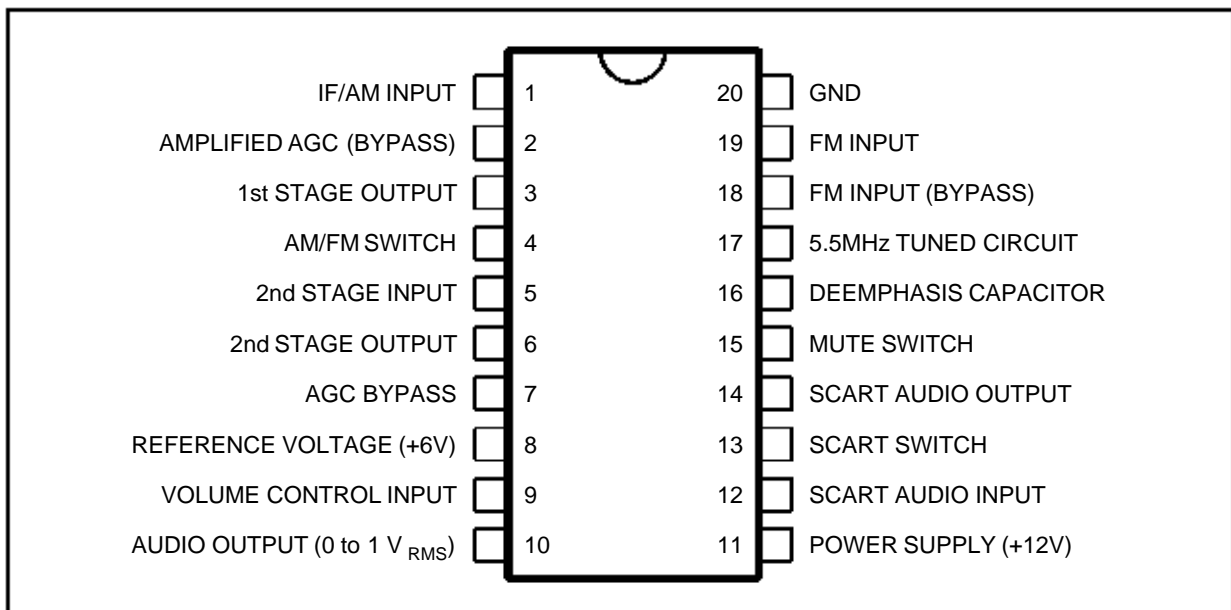 IF/AM INPUT 1 20 GND
AMPLIFIED AGC (BYPASS) 2 19 FM INPUT
1st STAGE OUTPUT 3 18 FM INPUT (BYPASS)
AM/FM SWITCH 4 17 5.5MHz TUNED CIRCUIT
2nd STAGE INPUT 5 16 DEEMPHASIS CAPACITOR
2nd STAGE OUTPUT 6 15 MUTE SWITCH
AGC BYPASS 7 14 SCART AUDIO OUTPUT
REFERENCE VOLTAGE (+6V) 8 13 SCART SWITCH
VOLUME CONTROL INPUT 9 12 SCART AUDIO INPUT
AUDIO OUTPUT (0 to 1 V RMS) 10 11 POWER SUPPLY (+12V)